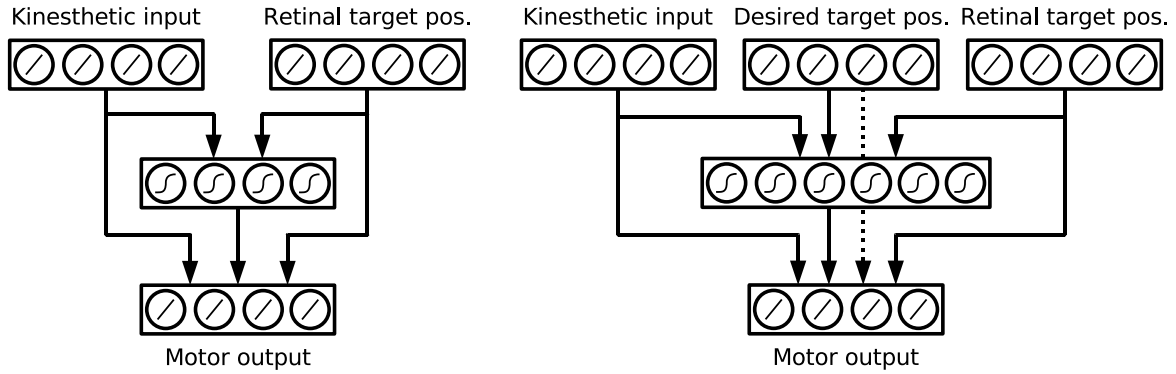 Kinesthetic input
Retinal target pos.
Motor output
Kinesthetic input
Desired target pos.
Retinal target pos.
Motor output